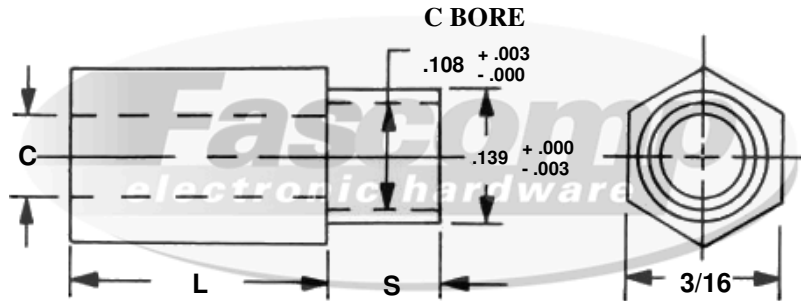 C BORE
.108 + .003
- .000
C
.139 + .000
- .003
Fascomp
electronic hardware
L
S
3/16